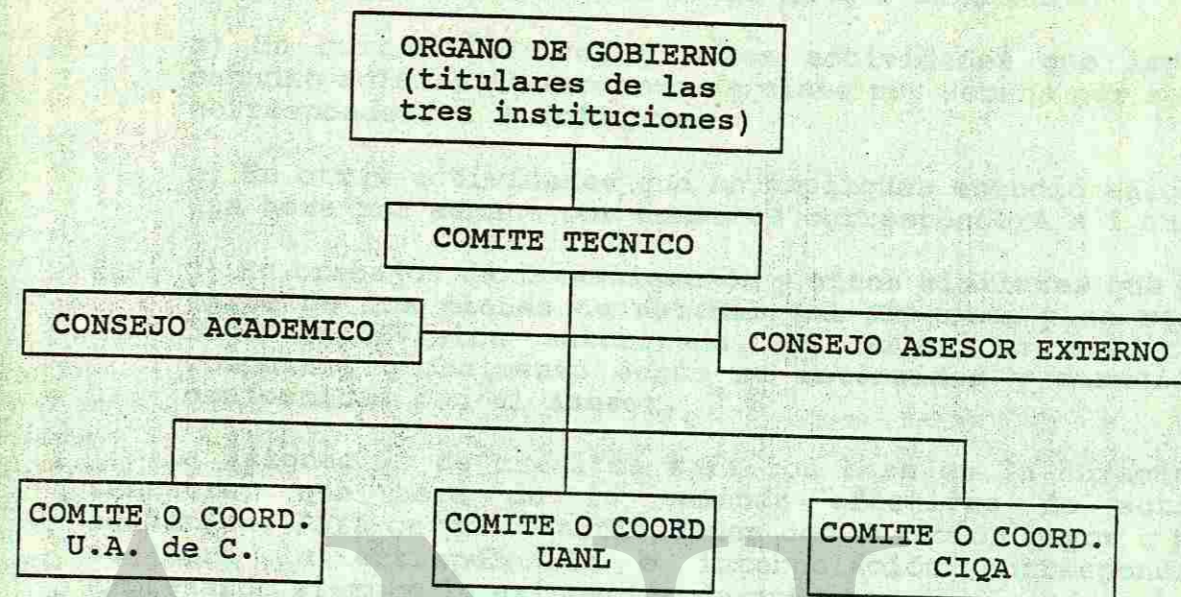 ORGANO DE GOBIERNO
(titulares de las
tres instituciones)
COMITE TECNICO
CONSEJO ACADEMICO
CONSEJO ASESOR EXTERNO
COMITE O COORD.
U.A. de C.
COMITE O COORD
UANL
COMITE O COORD.
CIQA